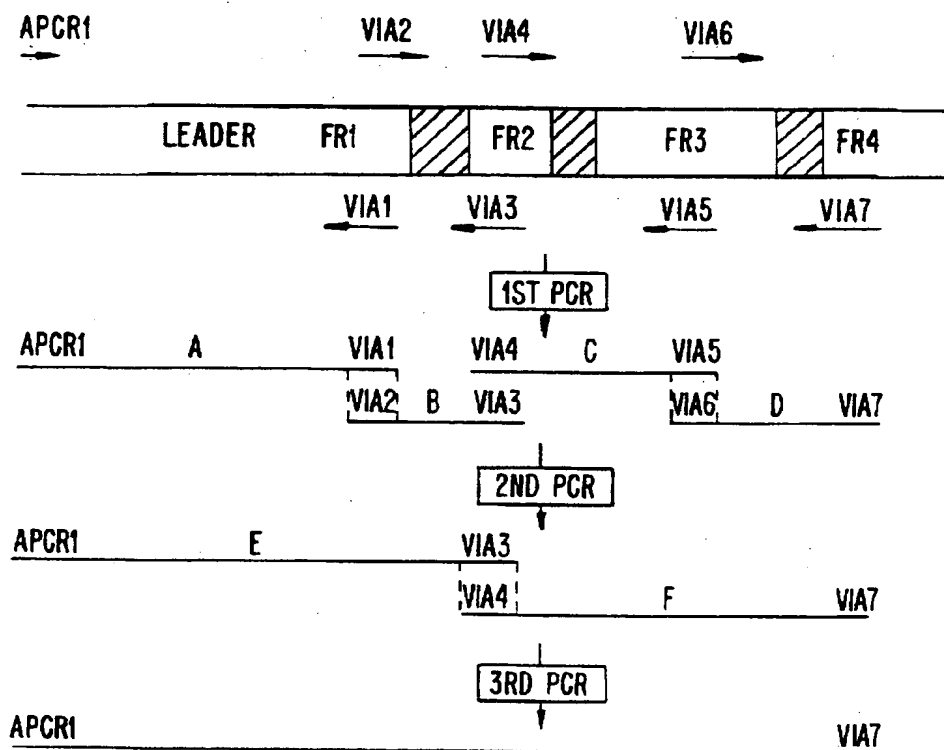 APCR1 VIA2 VIA4 VIA6
LEADER FR1 FR2 FR3 FR4
VIA1 VIA3 VIA5 VIA7
1ST PCR
APCR1 A VIA1 VIA4 C VIA5
VIA2 B VIA3 VIA6 D VIA7
2ND PCR
APCR1 E VIA3
VIA4 F VIA7
3RD PCR
APCR1 VIA7